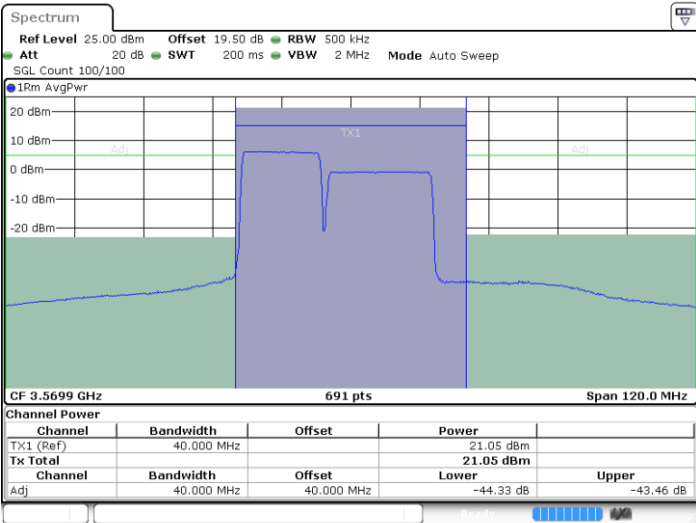 Spectrum
Ref Level 25.00 dBm Offset 19.50 dB RBW 500 kHz
Att 20 dB SWT 200 ms VBW 2 MHz Mode Auto Sweep
SGL Count 100/100
1Rm AvgPwr
20 dBm
TX1
10 dBm
Adj Adj
0 dBm
-10 dBm
-20 dBm
CF 3.5699 GHz 691 pts Span 120.0 MHz
Channel Power
Channel Bandwidth Offset Power
TX1 (Ref) 40.000 MHz 21.05 dBm
Tx Total 21.05 dBm
Channel Bandwidth Offset Lower Upper
Adj 40.000 MHz 40.000 MHz -44.33 dB -43.46 dB
Ready